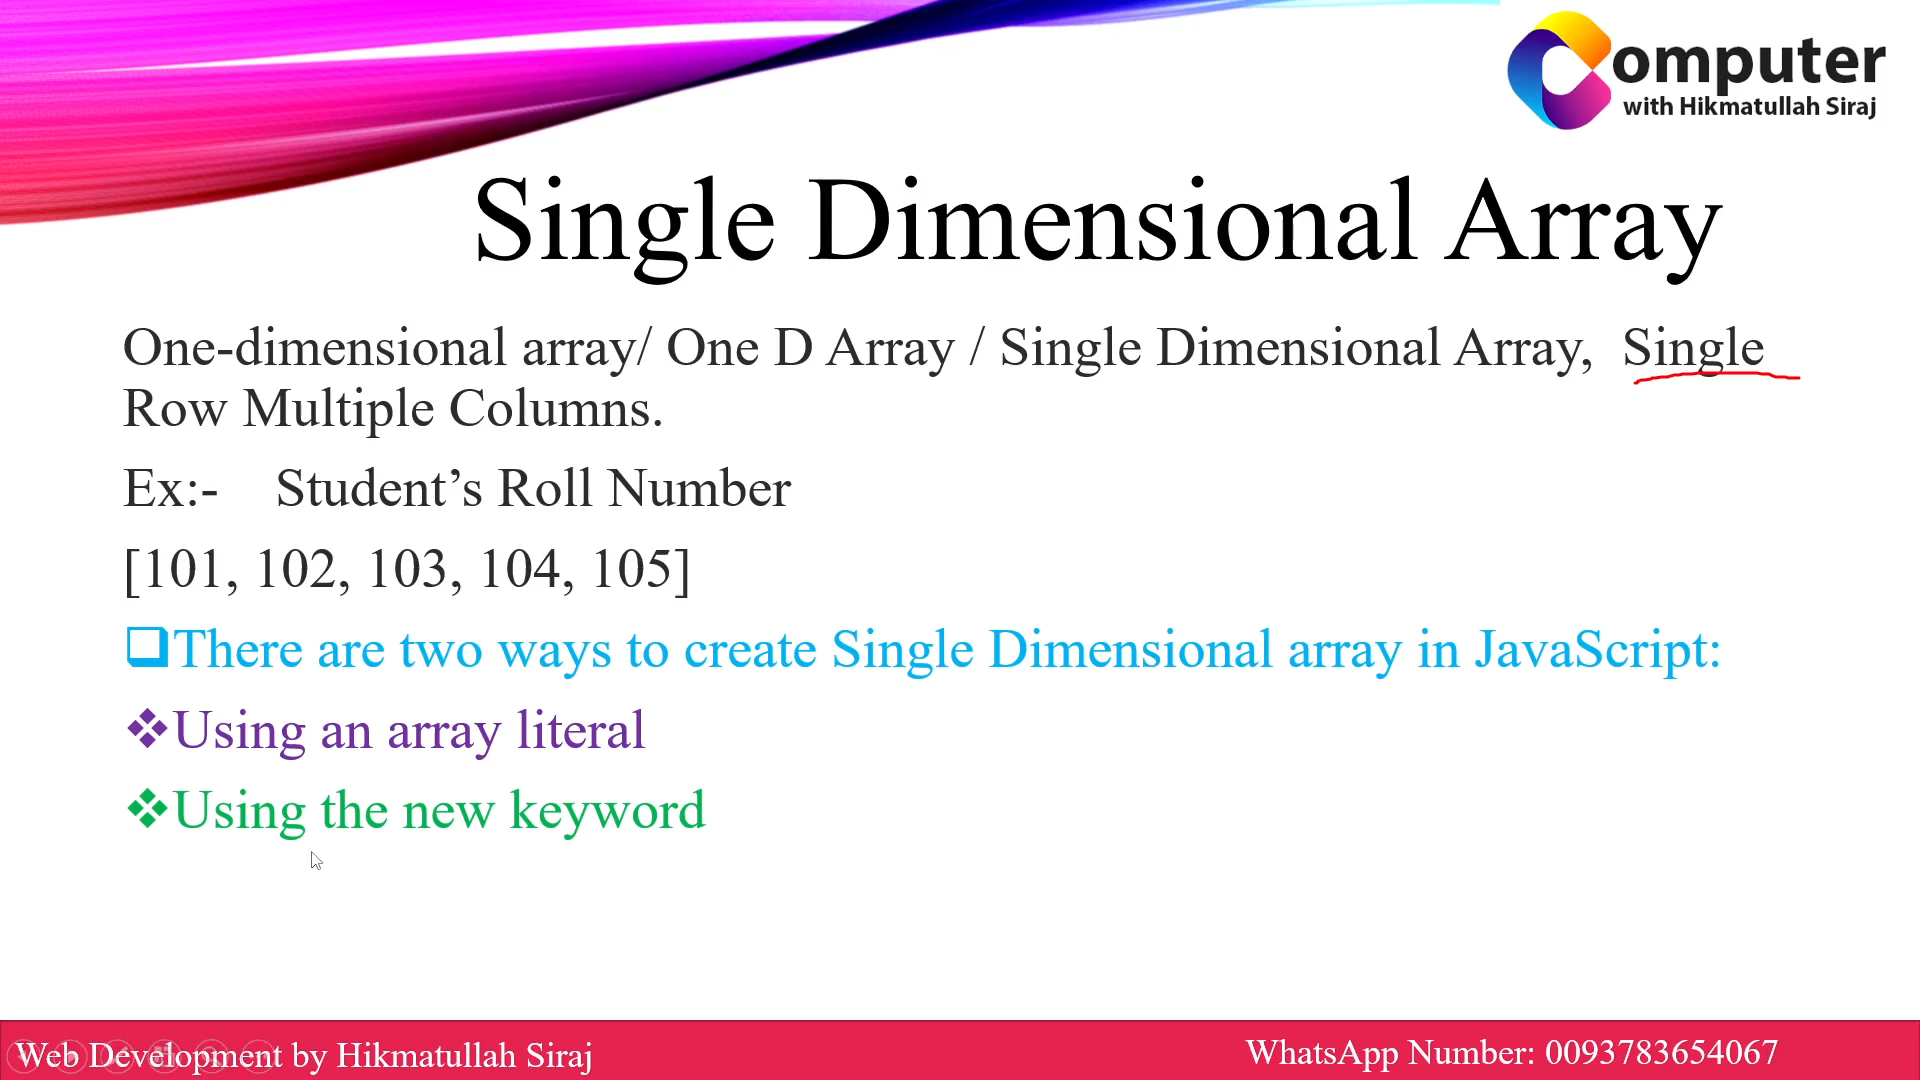 Computer
with Hikmatullah Siraj
Single Dimensional Array
One-dimensional array/ One D Array / Single Dimensional Array, Single
Row Multiple Columns.
Ex:- Student’s Roll Number
[101, 102, 103, 104, 105]
There are two ways to create Single Dimensional array in JavaScript:
Using an array literal
Using the new keyword
Web Development by Hikmatullah Siraj
WhatsApp Number: 0093783654067